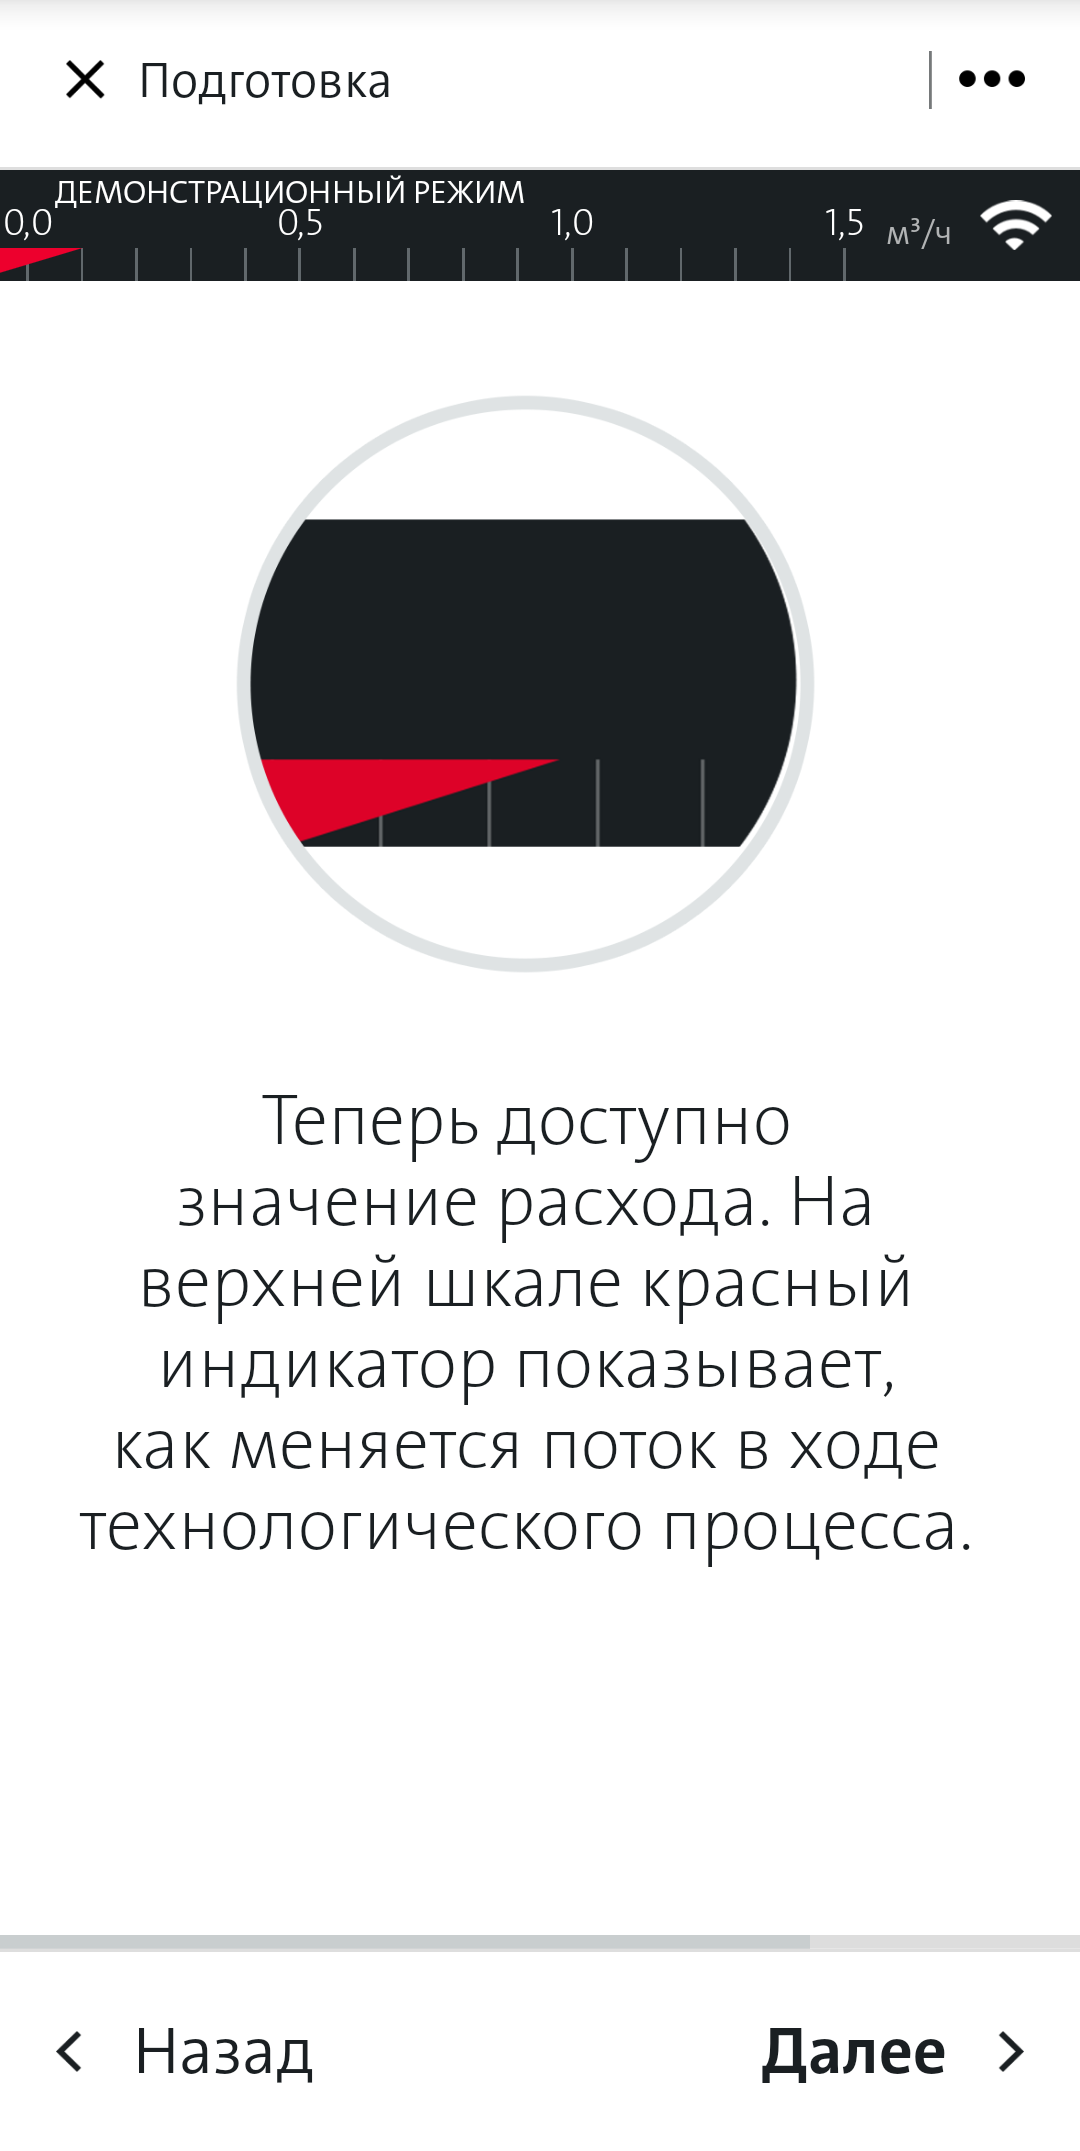 Подготовка
ДЕМОНСТРАЦИОННЫЙ РЕЖИМ
0,0 0,5 1,0 1,5 м³/ч
Теперь доступно
значение расхода. На
верхней шкале красный
индикатор показывает,
как меняется поток в ходе
технологического процесса.
Назад Далее